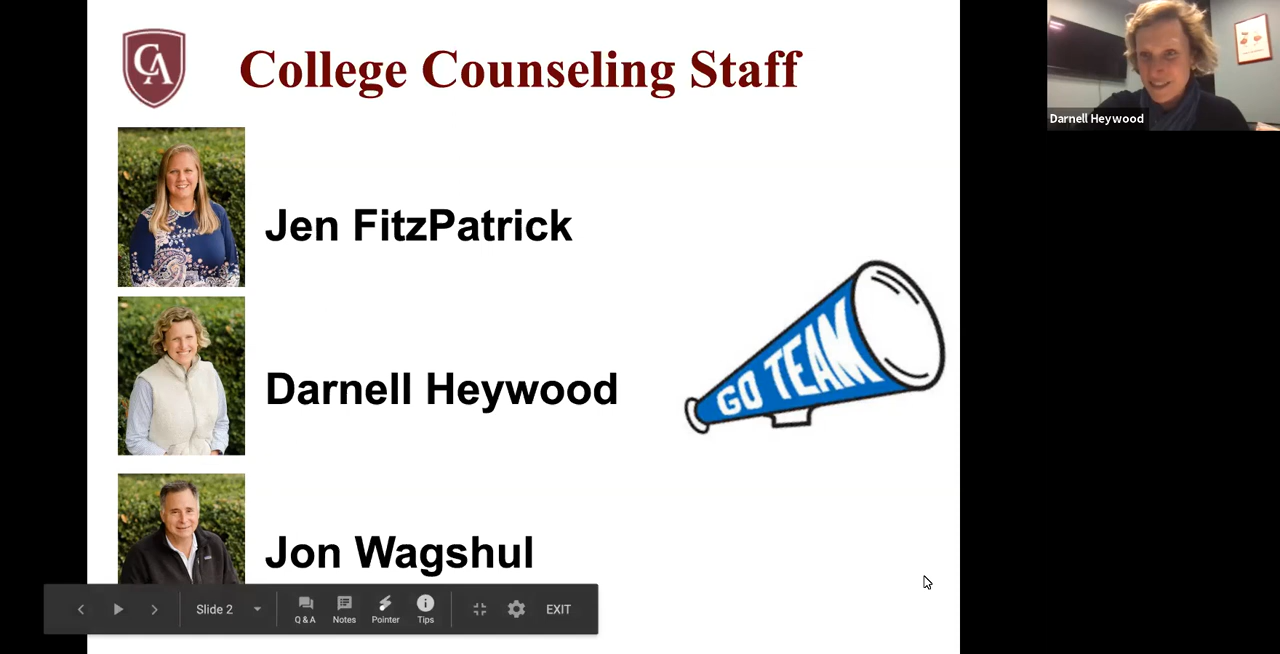 CA
College Counseling Staff
Darnell Heywood
Jen FitzPatrick
GO TEAM
Darnell Heywood
Jon Wagshul
Slide 2
Q & A
Notes
Pointer
Tips
EXIT